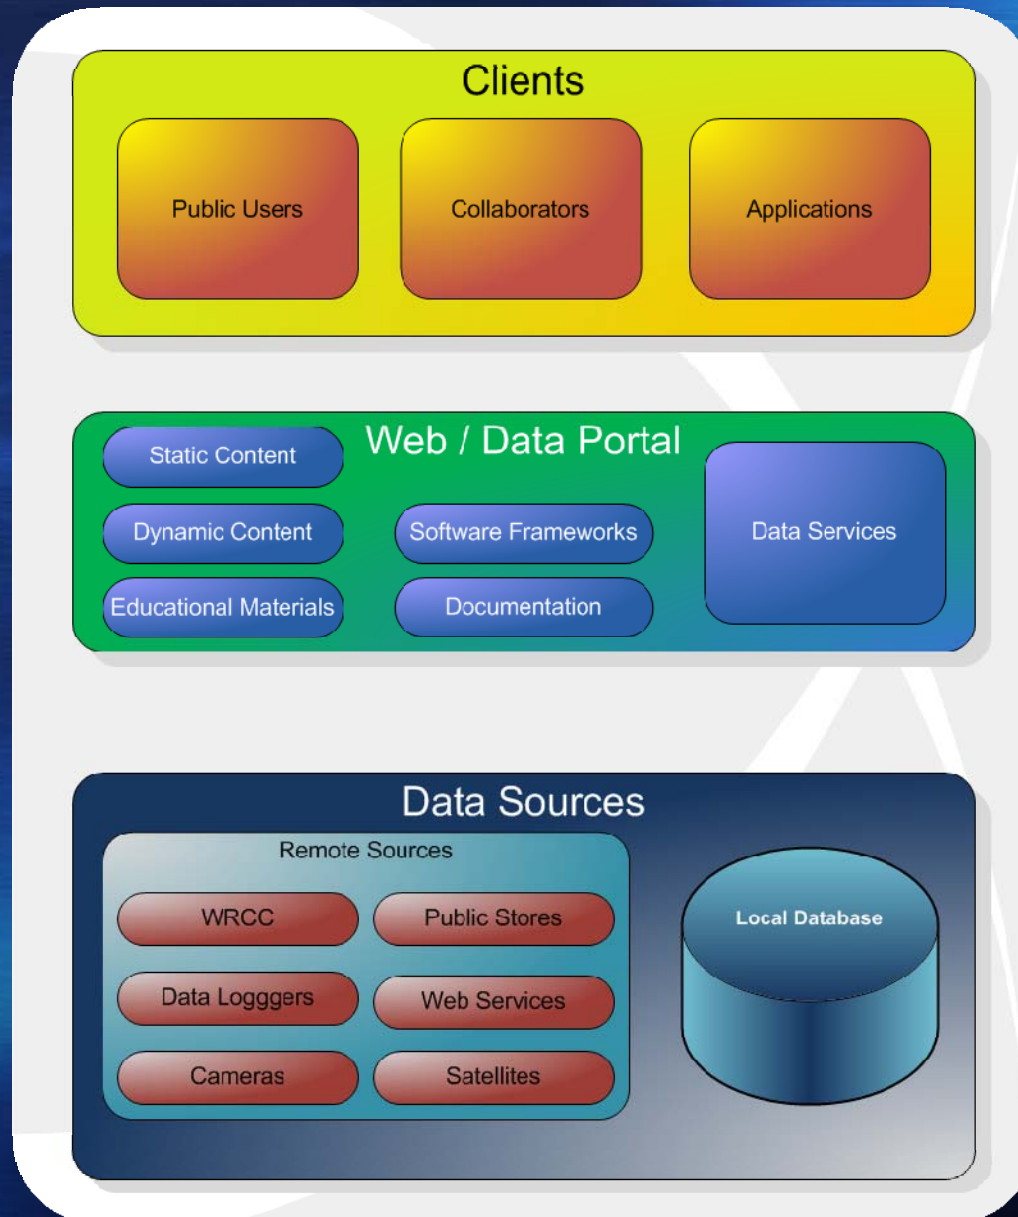 Clients
Public Users
Collaborators
Applications
Web / Data Portal
Static Content
Dynamic Content
Educational Materials
Software Frameworks
Documentation
Data Services
Data Sources
Remote Sources
WRCC
Public Stores
Data Logggers
Web Services
Cameras
Satellites
Local Database